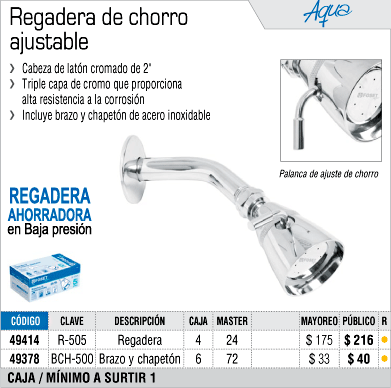 Regadera de chorro
ajustable
Aqua
❯ Cabeza de latón cromado de 2"
❯ Triple capa de cromo que proporciona
alta resistencia a la corrosión
❯ Incluye brazo y chapetón de acero inoxidable
Palanca de ajuste de chorro
REGADERA
AHORRADORA
en Baja presión
CÓDIGO CLAVE DESCRIPCIÓN CAJA MASTER MAYOREO PÚBLICO R
49414 R-505 Regadera 4 24 $ 175 $ 216
49378 BCH-500 Brazo y chapetón 6 72 $ 33 $ 40
CAJA / MÍNIMO A SURTIR 1